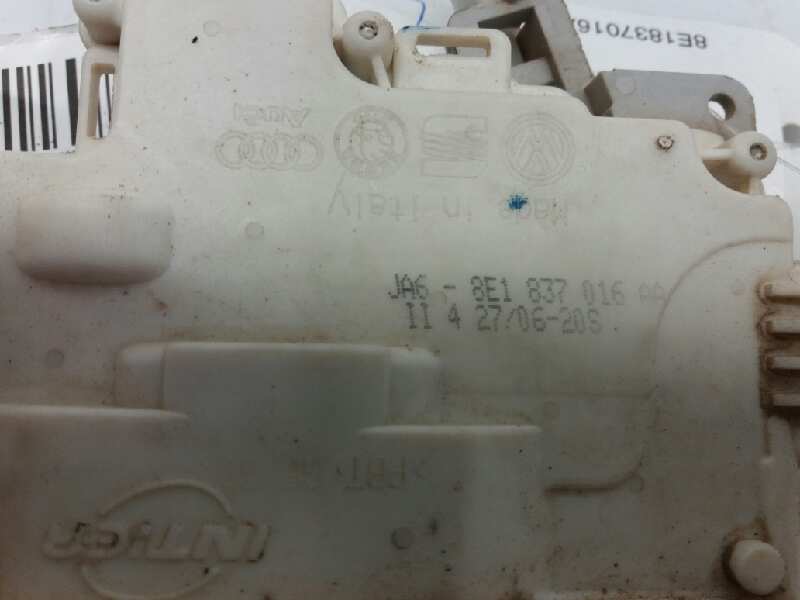 8E1837016
Audi
Made in Italy
JA6 - 8E1 837 016 AA
II 4 27/06-20S
INTIER